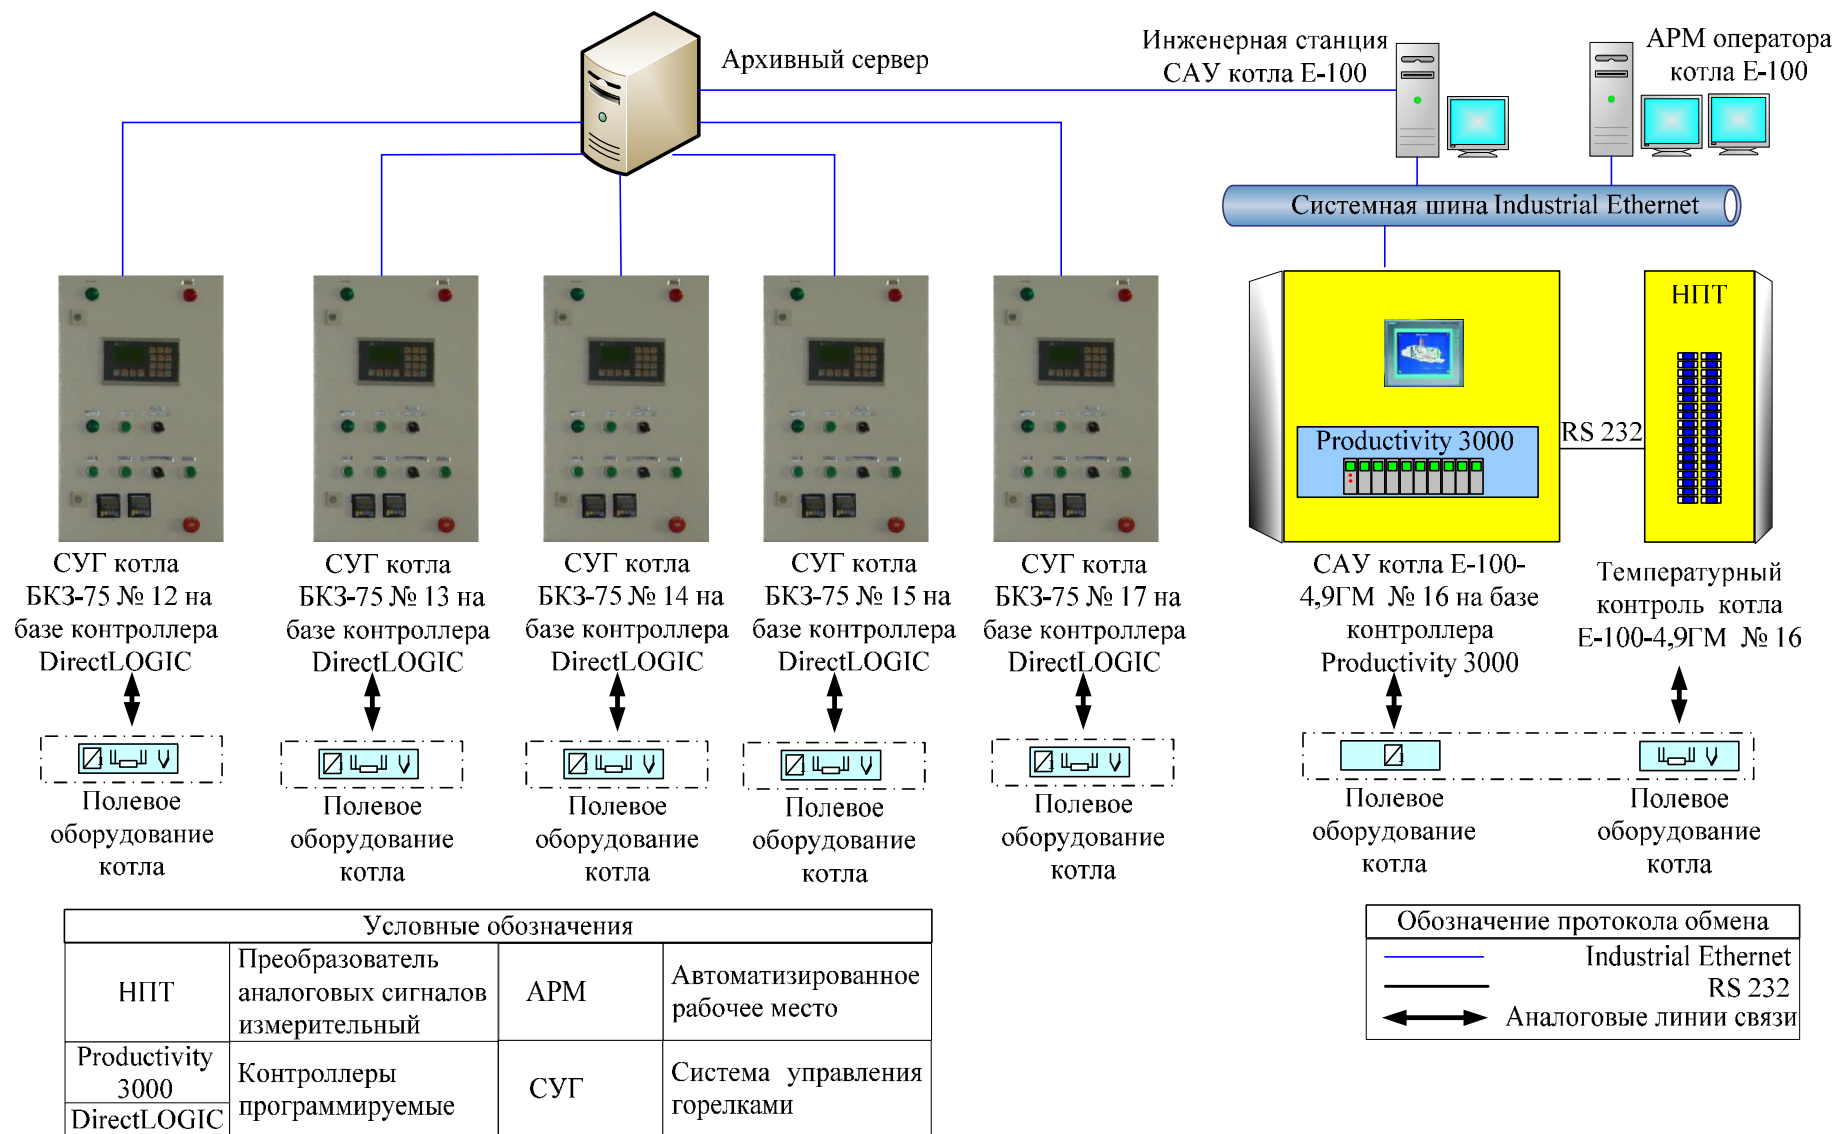 Архивный сервер
Инженерная станция
САУ котла Е-100
АРМ оператора
котла Е-100
Системная шина Industrial Ethernet
НПТ
Productivity 3000
RS 232
СУГ котла
БКЗ-75 № 12 на
базе контроллера
DirectLOGIC
СУГ котла
БКЗ-75 № 13 на
базе контроллера
DirectLOGIC
СУГ котла
БКЗ-75 № 14 на
базе контроллера
DirectLOGIC
СУГ котла
БКЗ-75 № 15 на
базе контроллера
DirectLOGIC
СУГ котла
БКЗ-75 № 17 на
базе контроллера
DirectLOGIC
САУ котла Е-100-
4,9ГМ № 16 на базе
контроллера
Productivity 3000
Температурный
контроль котла
Е-100-4,9ГМ № 16
Полевое
оборудование
котла
Полевое
оборудование
котла
Полевое
оборудование
котла
Полевое
оборудование
котла
Полевое
оборудование
котла
Полевое
оборудование
котла
Полевое
оборудование
котла
Условные обозначения
НПТ
Преобразователь
аналоговых сигналов
измерительный
АРМ
Автоматизированное
рабочее место
Productivity
3000
DirectLOGIC
Контроллеры
программируемые
СУГ
Система управления
горелками
Обозначение протокола обмена
Industrial Ethernet
RS 232
Аналоговые линии связи